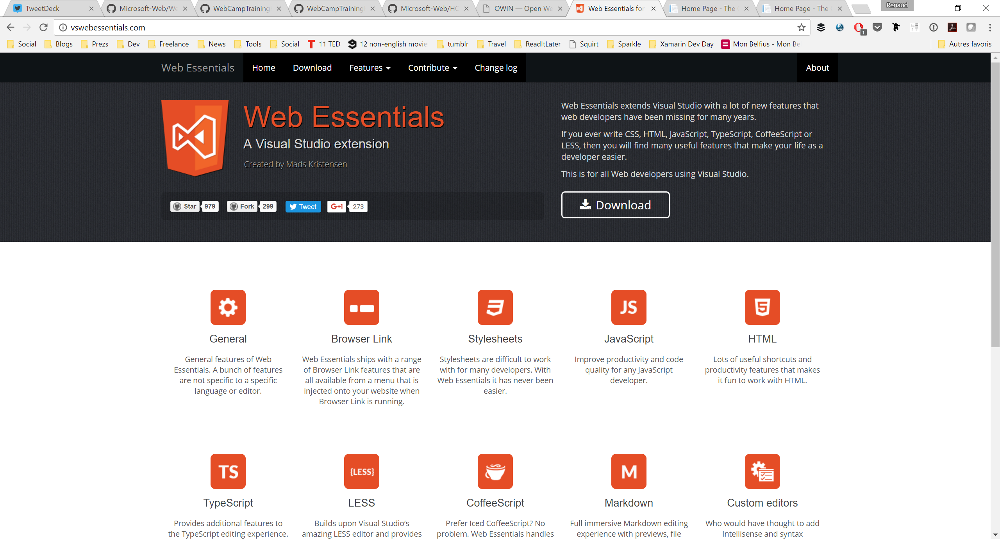 TweetDeck
Microsoft-Web/We
WebCampTraining
WebCampTraining
Microsoft-Web/HO
OWIN — Open We
Web Essentials for
Home Page - The
Home Page - The
Renaud
vswebessentials.com
1
Social
Blogs
Prezs
Dev
Freelance
News
Tools
Social
11 TED
12 non-english movie
tumblr
Travel
ReadItLater
Squirt
Sparkle
Xamarin Dev Day
Mon Belfius - Mon Be
Autres favoris
Web Essentials
Home
Download
Features
Contribute
Change log
About
Web Essentials
A Visual Studio extension
Created by Mads Kristensen
Star
979
Fork
299
Tweet
G+1
273
Web Essentials extends Visual Studio with a lot of new features that
web developers have been missing for many years.
If you ever write CSS, HTML, JavaScript, TypeScript, CoffeeScript or
LESS, then you will find many useful features that make your life as a
developer easier.
This is for all Web developers using Visual Studio.
Download
General
General features of Web
Essentials. A bunch of features
are not specific to a specific
language or editor.
Browser Link
Web Essentials ships with a range
of Browser Link features that are
all available from a menu that is
injected onto your website when
Browser Link is running.
Stylesheets
Stylesheets are difficult to work
with for many developers. With
Web Essentials it has never been
easier.
JS
JavaScript
Improve productivity and code
quality for any JavaScript
developer.
5
HTML
Lots of useful shortcuts and
productivity features that makes
it fun to work with HTML.
TS
TypeScript
Provides additional features to
the TypeScript editing experience.
{LESS}
LESS
Builds upon Visual Studio’s
amazing LESS editor and provides
CoffeeScript
Prefer Iced CoffeeScript? No
problem. Web Essentials handles
M
Markdown
Full immersive Markdown editing
experience with previews, file
Custom editors
Who would have thought to add
Intellisense and syntax